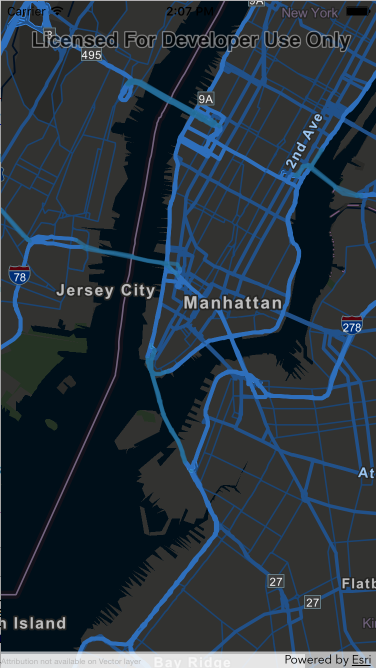 Carrier 2:07 PM
9A
New York
Licensed For Developer Use Only
495
9A
2nd Ave
78
Jersey City
Manhattan
278
At
27
Flatb
27
Ki
h Island
Bay Ridge
Attribution not available on Vector layer
Powered by Esri